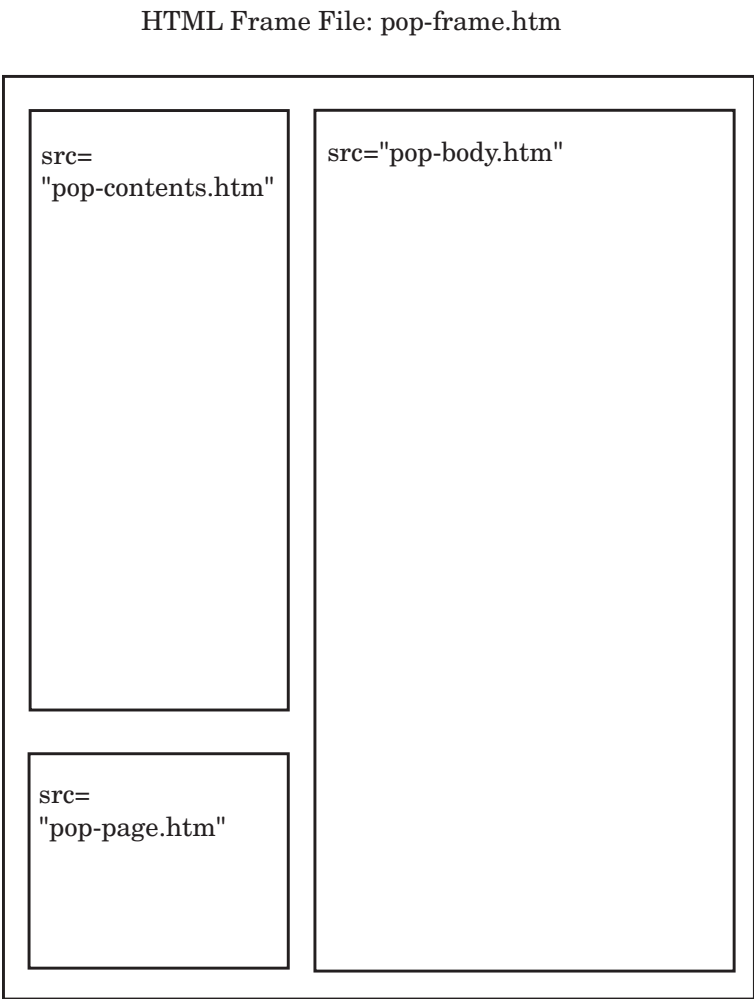 HTML Frame File: pop-frame.htm
src=
"pop-contents.htm"
src="pop-body.htm"
src=
"pop-page.htm"